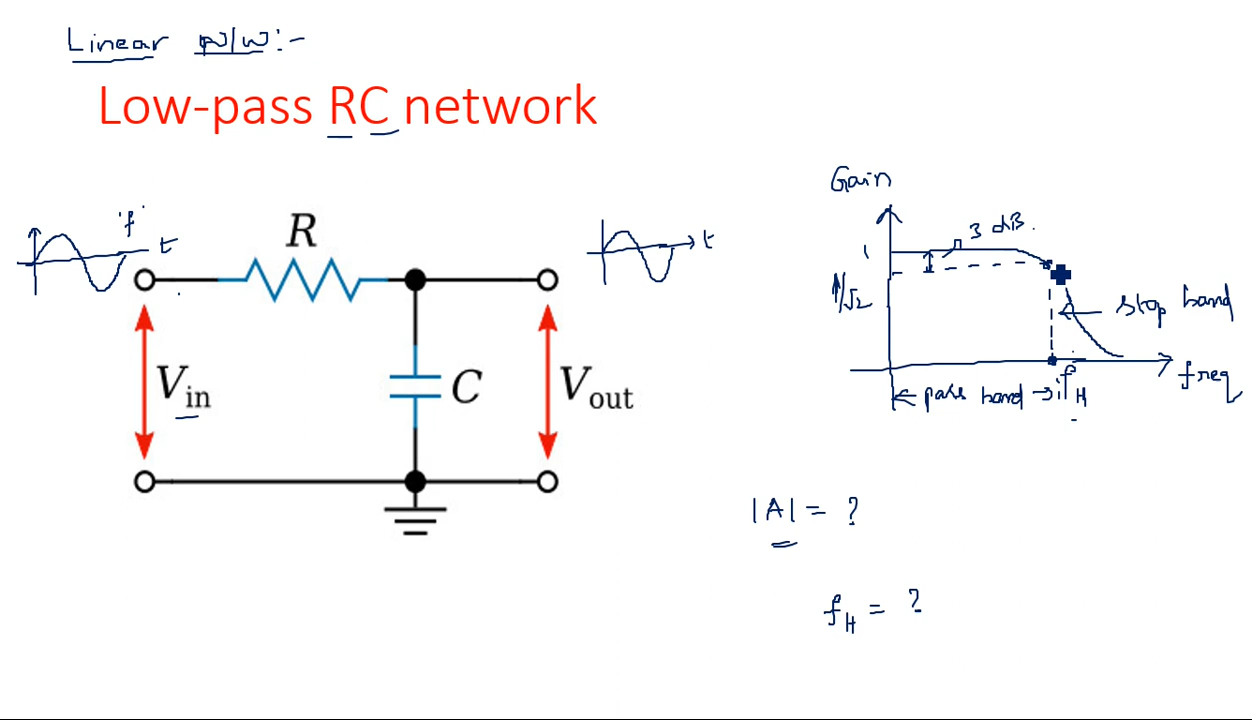 Linear N/W:-
Low-pass RC network
'f'
t
R
t
Vin
C
Vout
Gain
3 dB.
1
1/√2
stop band
freq
pass band
fH
|A| = ?
fH = ?